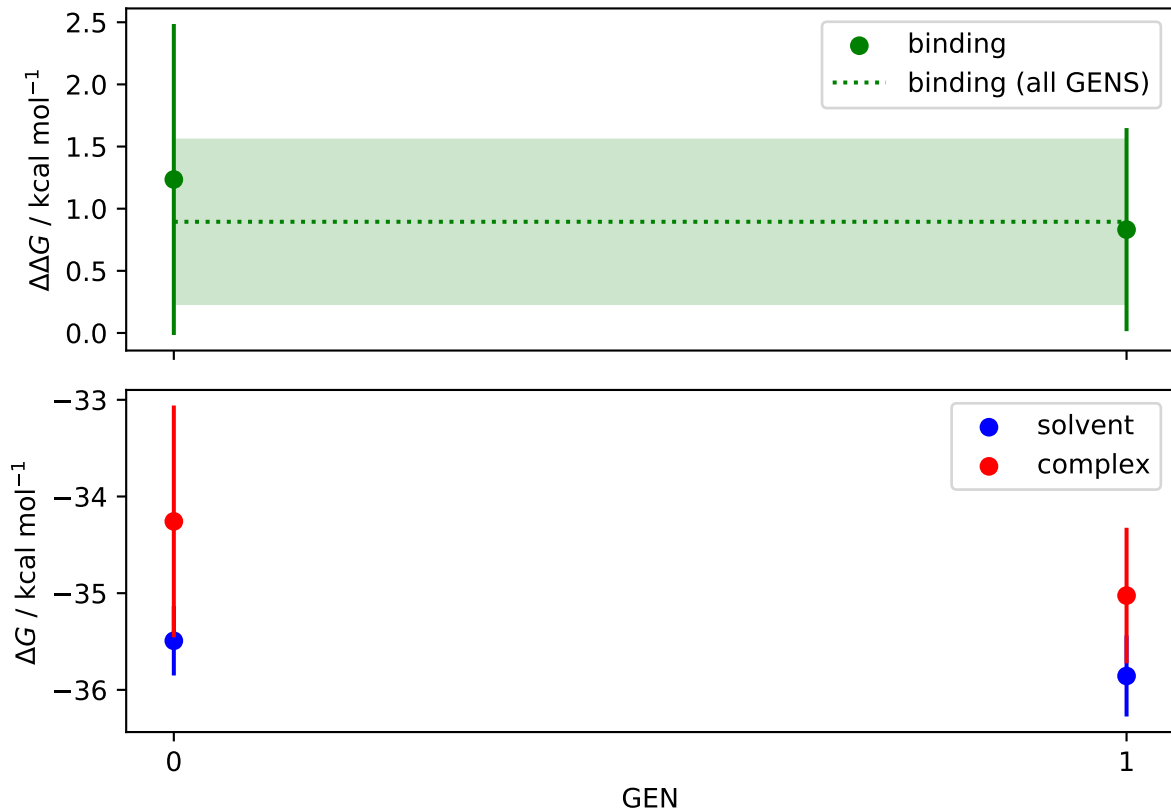 2.5
2.0
1.5
1.0
0.5
0.0
ΔΔG / kcal mol⁻¹
binding
binding (all GENS)
−33
−34
−35
−36
ΔG / kcal mol⁻¹
solvent
complex
0
1
GEN